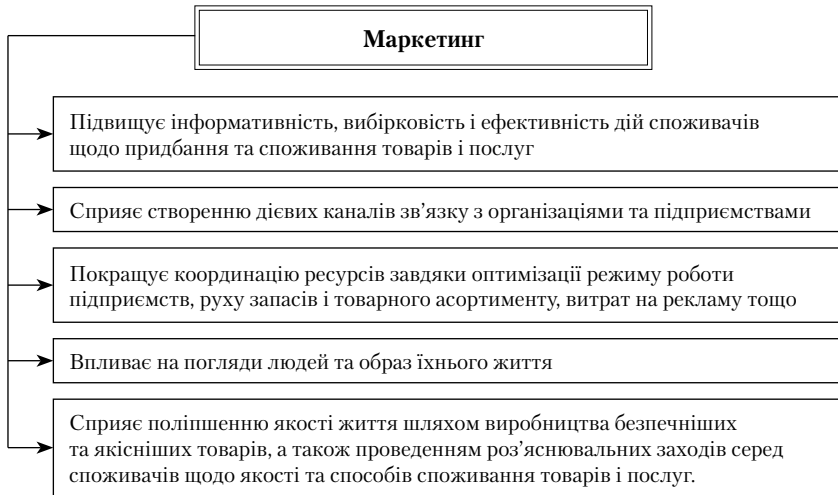 Маркетинг
Підвищує інформативність, вибірковість і ефективність дій споживачів
щодо придбання та споживання товарів і послуг
Сприяє створенню дієвих каналів зв’язку з організаціями та підприємствами
Покращує координацію ресурсів завдяки оптимізації режиму роботи
підприємств, руху запасів і товарного асортименту, витрат на рекламу тощо
Впливає на погляди людей та образ їхнього життя
Сприяє поліпшенню якості життя шляхом виробництва безпечніших
та якісніших товарів, а також проведенням роз’яснювальних заходів серед
споживачів щодо якості та способів споживання товарів і послуг.